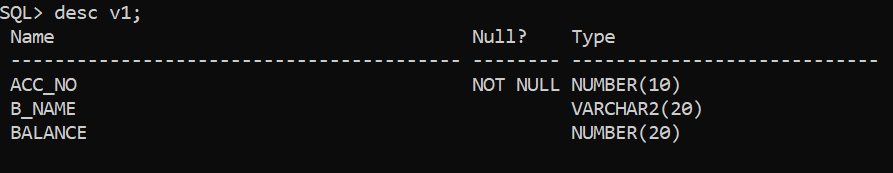 SQL> desc v1;
Name Null? Type
----------------------------------------- -------- ----------------------------
ACC_NO NOT NULL NUMBER(10)
B_NAME VARCHAR2(20)
BALANCE NUMBER(20)